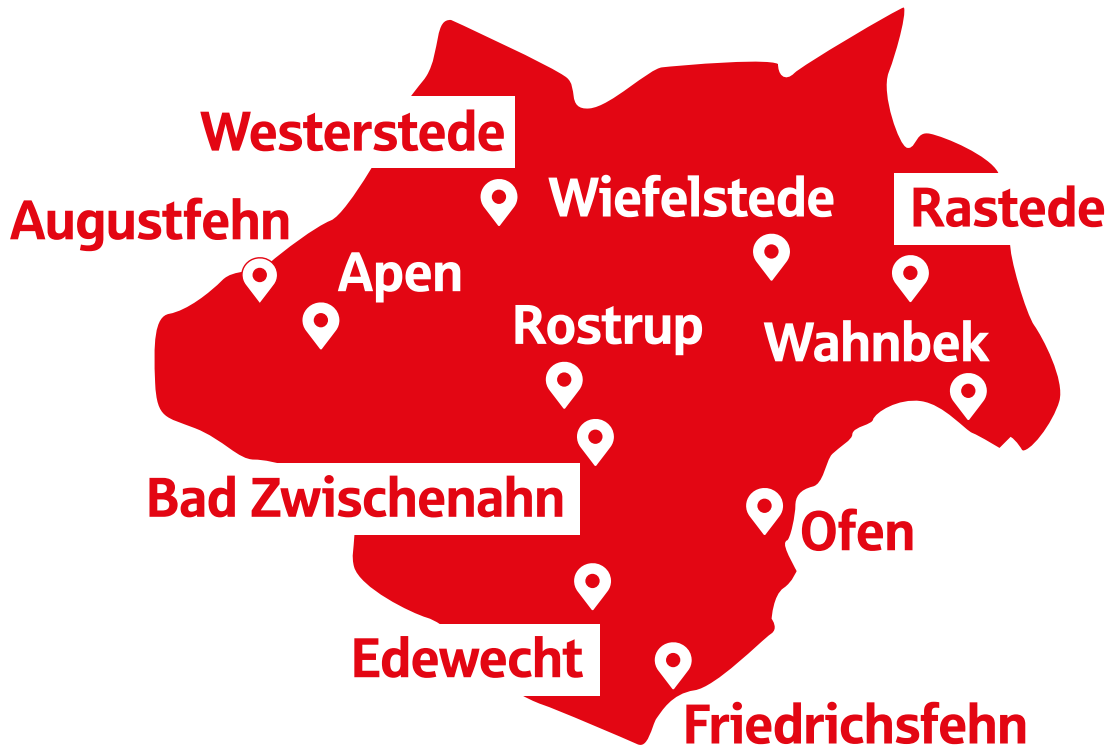 Westerstede
Wiefelstede
Rastede
Augustfehn
Apen
Rostrup
Wahnbek
Bad Zwischenahn
Ofen
Edewecht
Friedrichsfehn